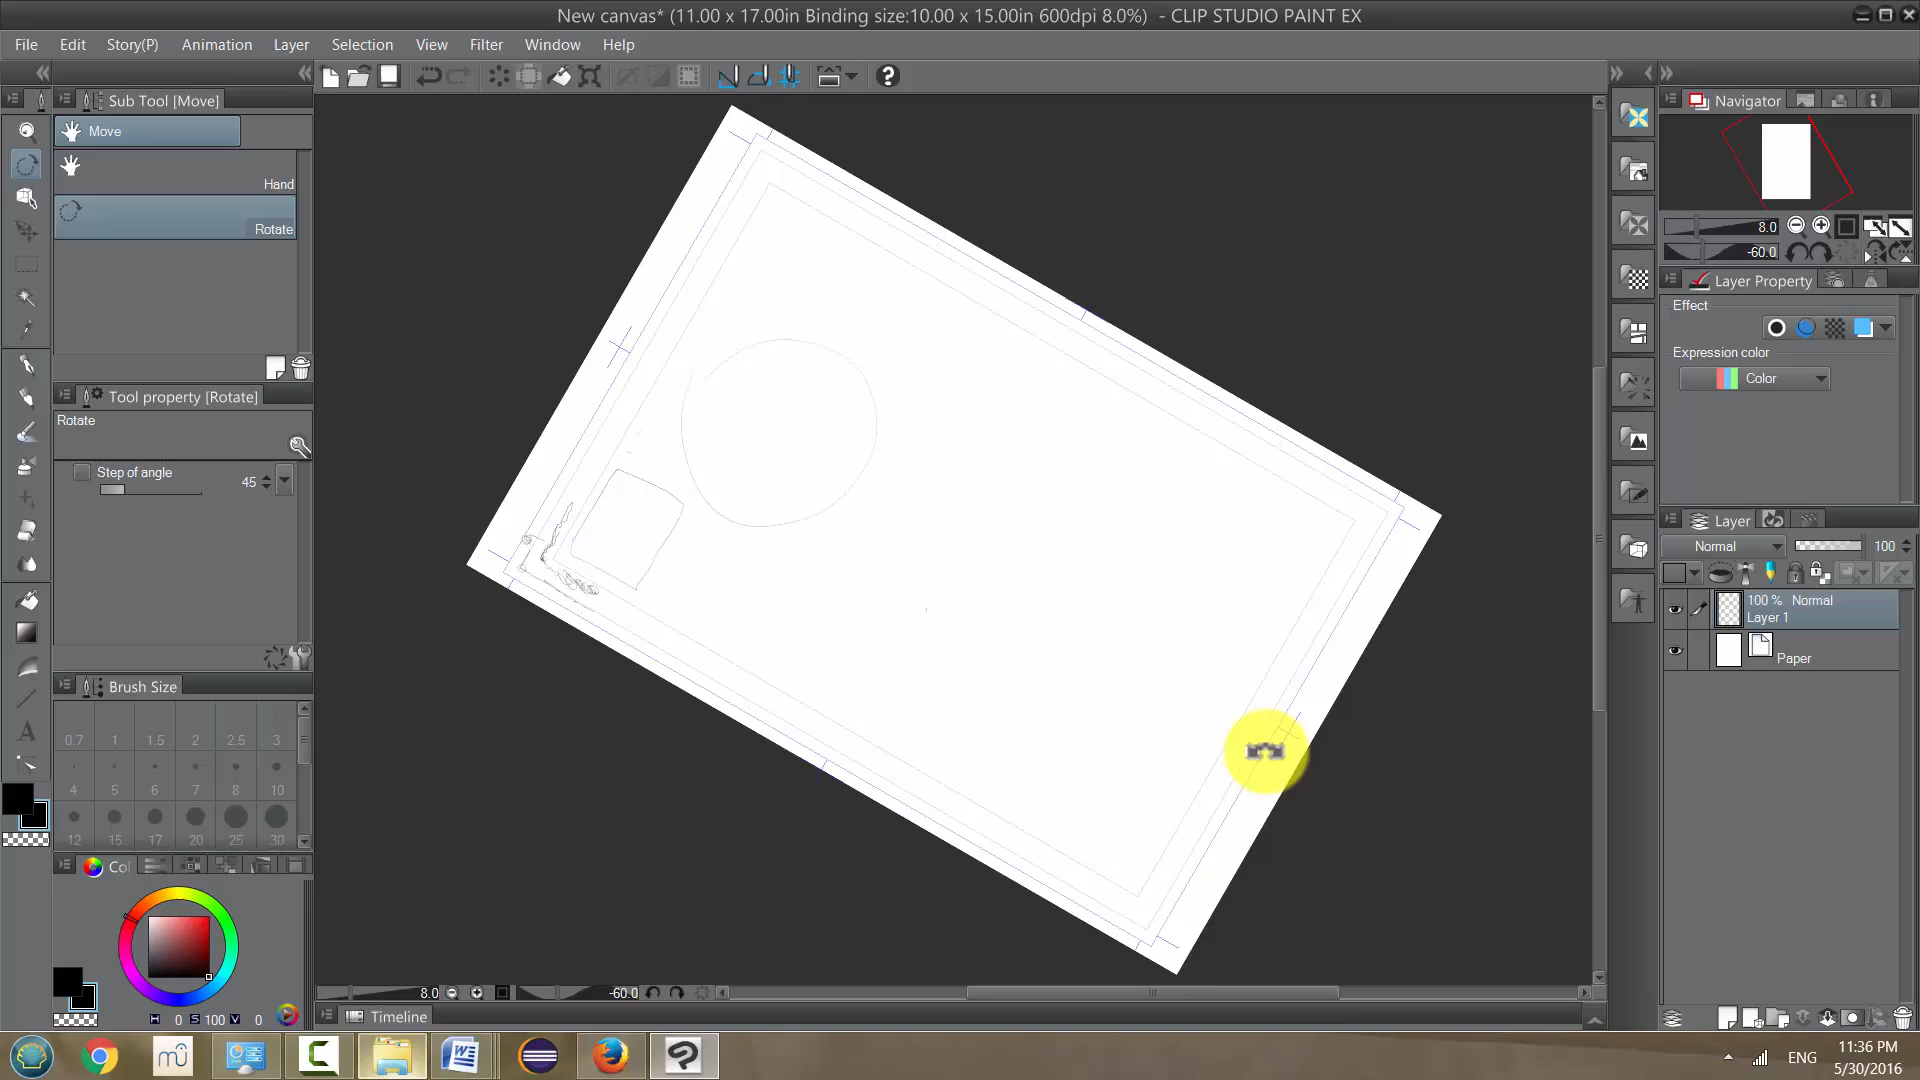 New canvas* (11.00 x 17.00in Binding size:10.00 x 15.00in 600dpi 8.0%) - CLIP STUDIO PAINT EX
File Edit Story(P) Animation Layer Selection View Filter Window Help
Sub Tool [Move]
Move
Hand
Rotate
Tool property [Rotate]
Rotate
Step of angle 45
Brush Size
0.7 1 1.5 2 2.5 3
4 5 6 7 8 10
12 15 17 20 25 30
Col
H 0 S 100 V 0
8.0 -60.0
Timeline
Navigator
8.0
-60.0
Layer Property
Effect
Expression color
Color
Layer
Normal 100
100 % Normal
Layer 1
Paper
ENG
11:36 PM
5/30/2016